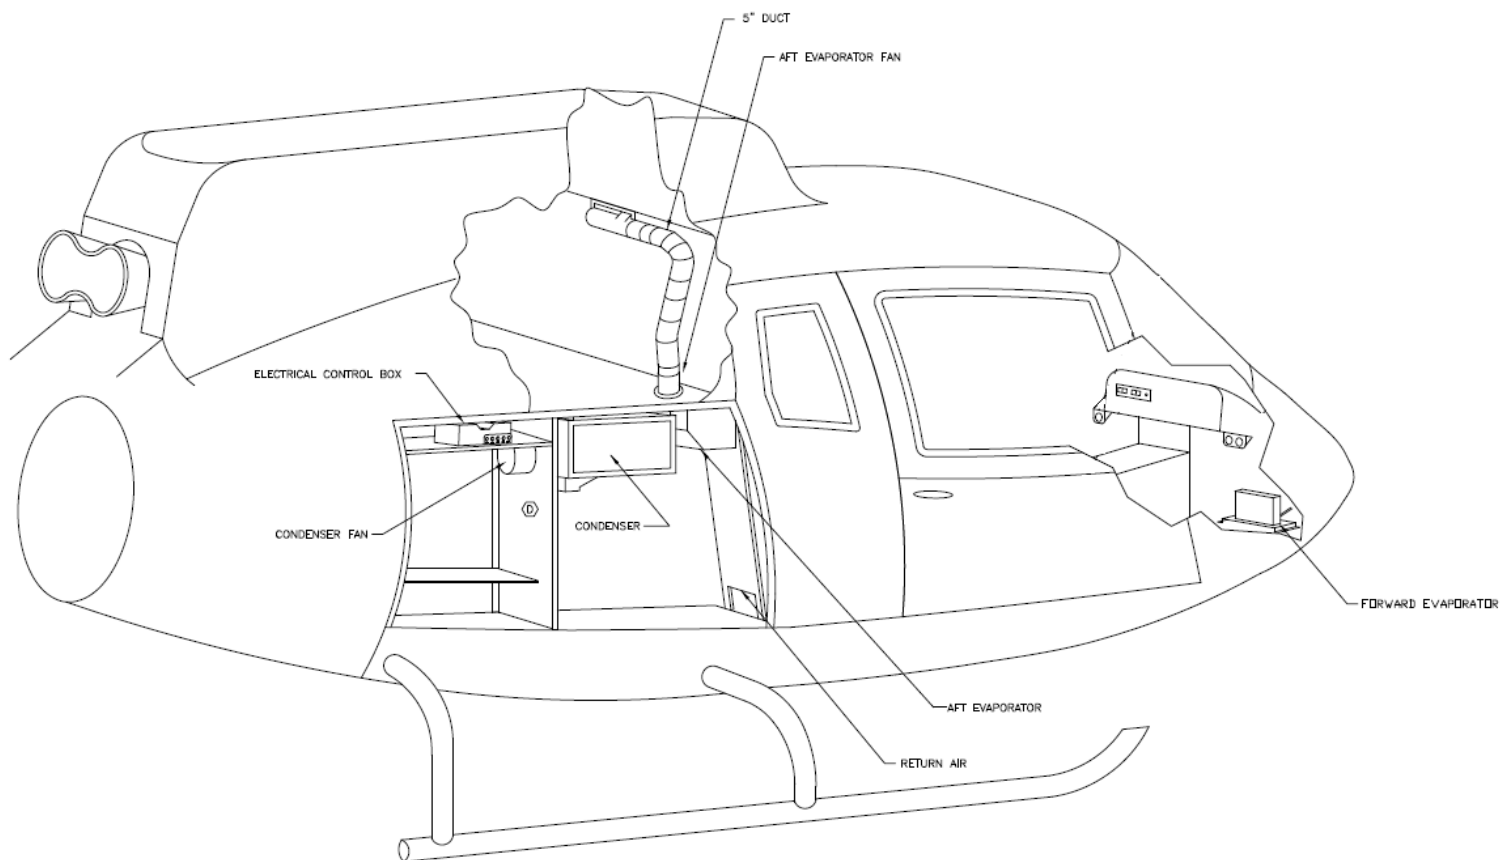 5" DUCT
AFT EVAPORATOR FAN
ELECTRICAL CONTROL BOX
D
CONDENSER FAN
CONDENSER
FORWARD EVAPORATOR
AFT EVAPORATOR
RETURN AIR